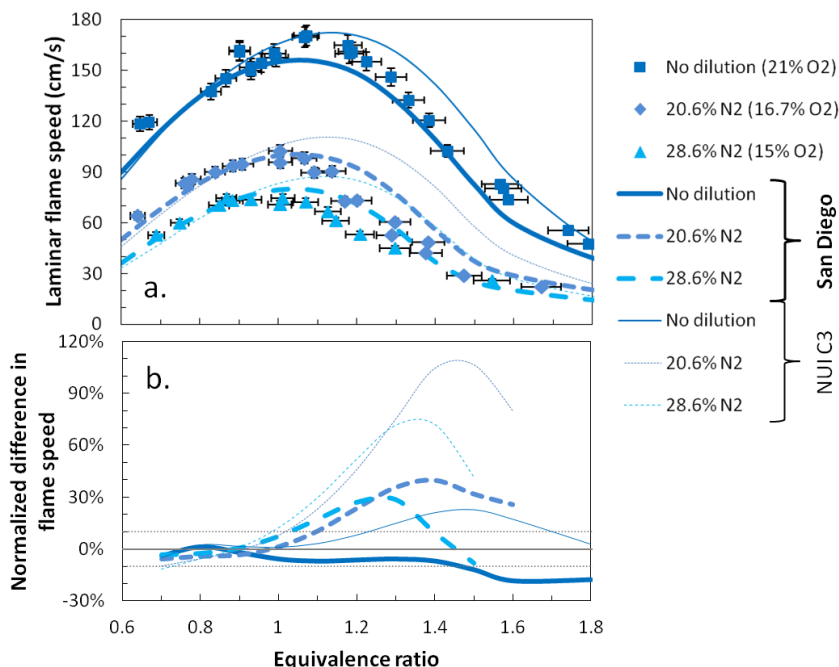 180
150
120
90
60
30
0
Laminar flame speed (cm/s)
a.
120%
90%
60%
30%
0%
-30%
Normalized difference in
flame speed
b.
0.6 0.8 1 1.2 1.4 1.6 1.8
Equivalence ratio
No dilution (21% O2)
20.6% N2 (16.7% O2)
28.6% N2 (15% O2)
No dilution
20.6% N2
28.6% N2
San Diego
No dilution
20.6% N2
28.6% N2
NUI C3